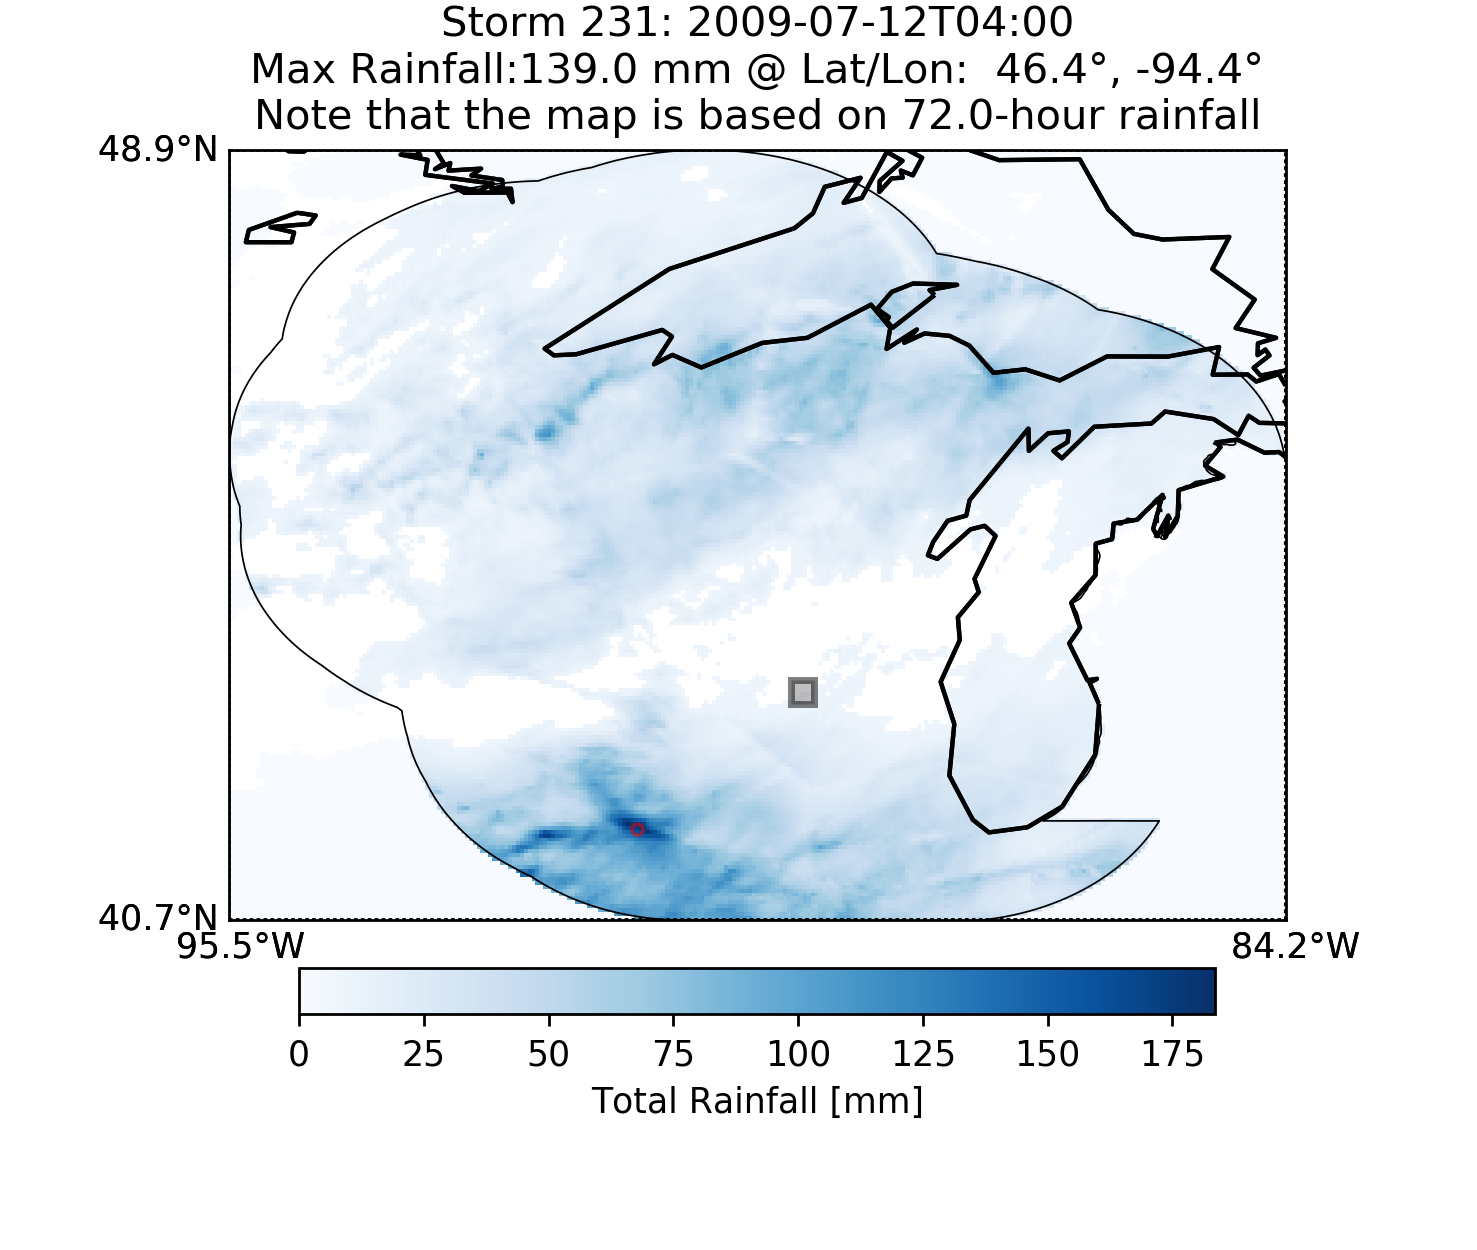 Storm 231: 2009-07-12T04:00
Max Rainfall:139.0 mm @ Lat/Lon:  46.4°, -94.4°
Note that the map is based on 72.0-hour rainfall
48.9°N
40.7°N
95.5°W 84.2°W
0 25 50 75 100 125 150 175
Total Rainfall [mm]